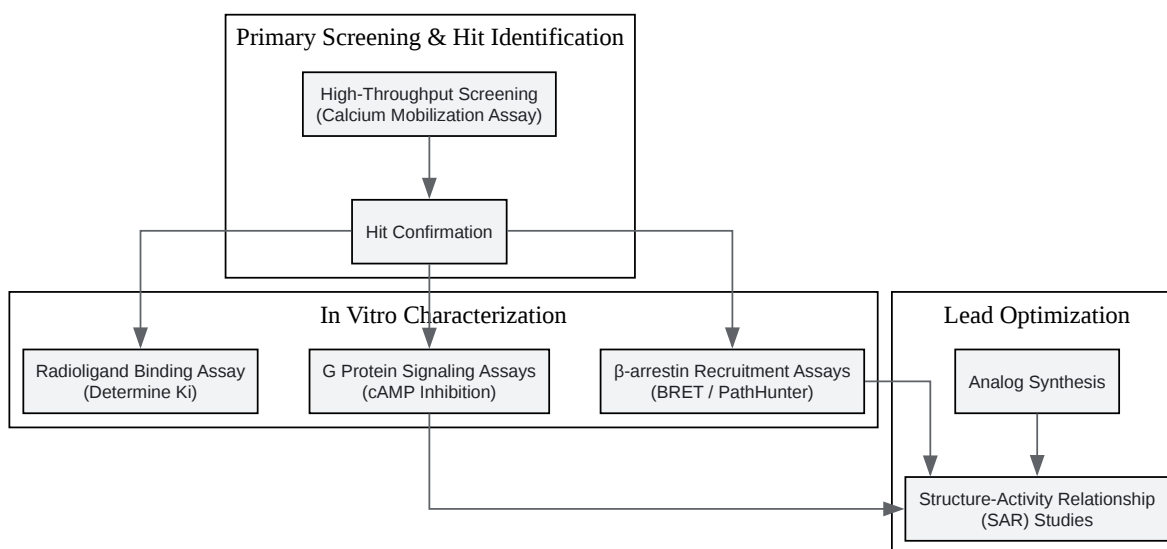 Primary Screening & Hit Identification
High-Throughput Screening
(Calcium Mobilization Assay)
Hit Confirmation
In Vitro Characterization
Radioligand Binding Assay
(Determine Ki)
G Protein Signaling Assays
(cAMP Inhibition)
β-arrestin Recruitment Assays
(BRET / PathHunter)
Lead Optimization
Analog Synthesis
Structure-Activity Relationship
(SAR) Studies